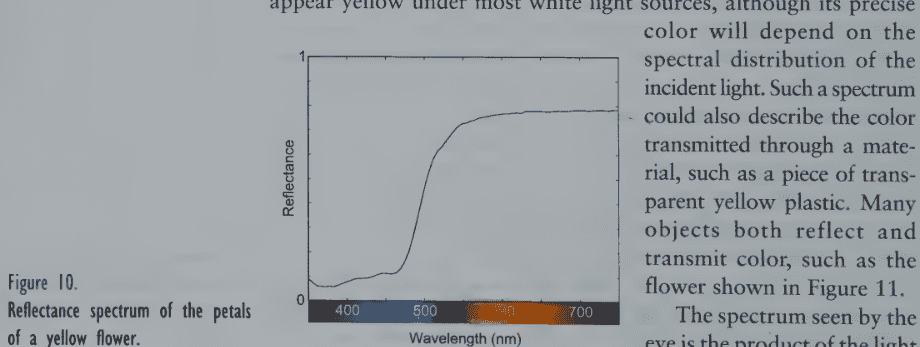 appear yellow under most white light sources, although its precise
color will depend on the
spectral distribution of the
incident light. Such a spectrum
could also describe the color
transmitted through a mate-
rial, such as a piece of trans-
parent yellow plastic. Many
objects both reflect and
transmit color, such as the
flower shown in Figure 11.
The spectrum seen by the
eye is the product of the light
1
Reflectance
0
400 500 600 700
Wavelength (nm)
Figure 10.
Reflectance spectrum of the petals
of a yellow flower.